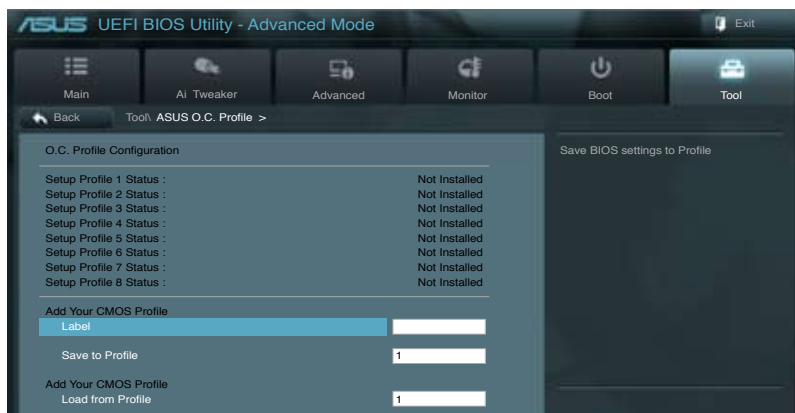 ASUS UEFI BIOS Utility - Advanced Mode
Exit
Main
Ai Tweaker
Advanced
Monitor
Boot
Tool
Back
Tool\ ASUS O.C. Profile >
O.C. Profile Configuration
Save BIOS settings to Profile
Setup Profile 1 Status : Not Installed
Setup Profile 2 Status : Not Installed
Setup Profile 3 Status : Not Installed
Setup Profile 4 Status : Not Installed
Setup Profile 5 Status : Not Installed
Setup Profile 6 Status : Not Installed
Setup Profile 7 Status : Not Installed
Setup Profile 8 Status : Not Installed
Add Your CMOS Profile
Label
Save to Profile 1
Add Your CMOS Profile
Load from Profile 1